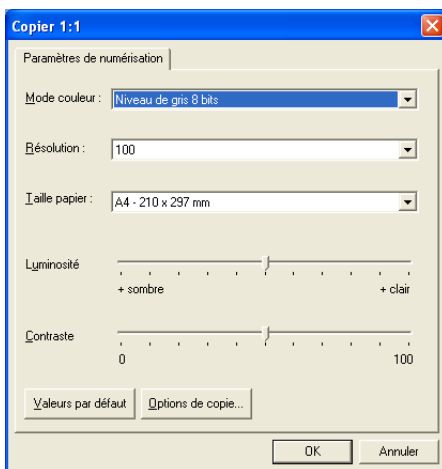 Copier 1:1
Paramètres de numérisation
Mode couleur : Niveau de gris 8 bits
Résolution : 100
Taille papier : A4 - 210 x 297 mm
Luminosité
+ sombre + clair
Contraste
0 100
Valeurs par défaut Options de copie...
OK Annuler